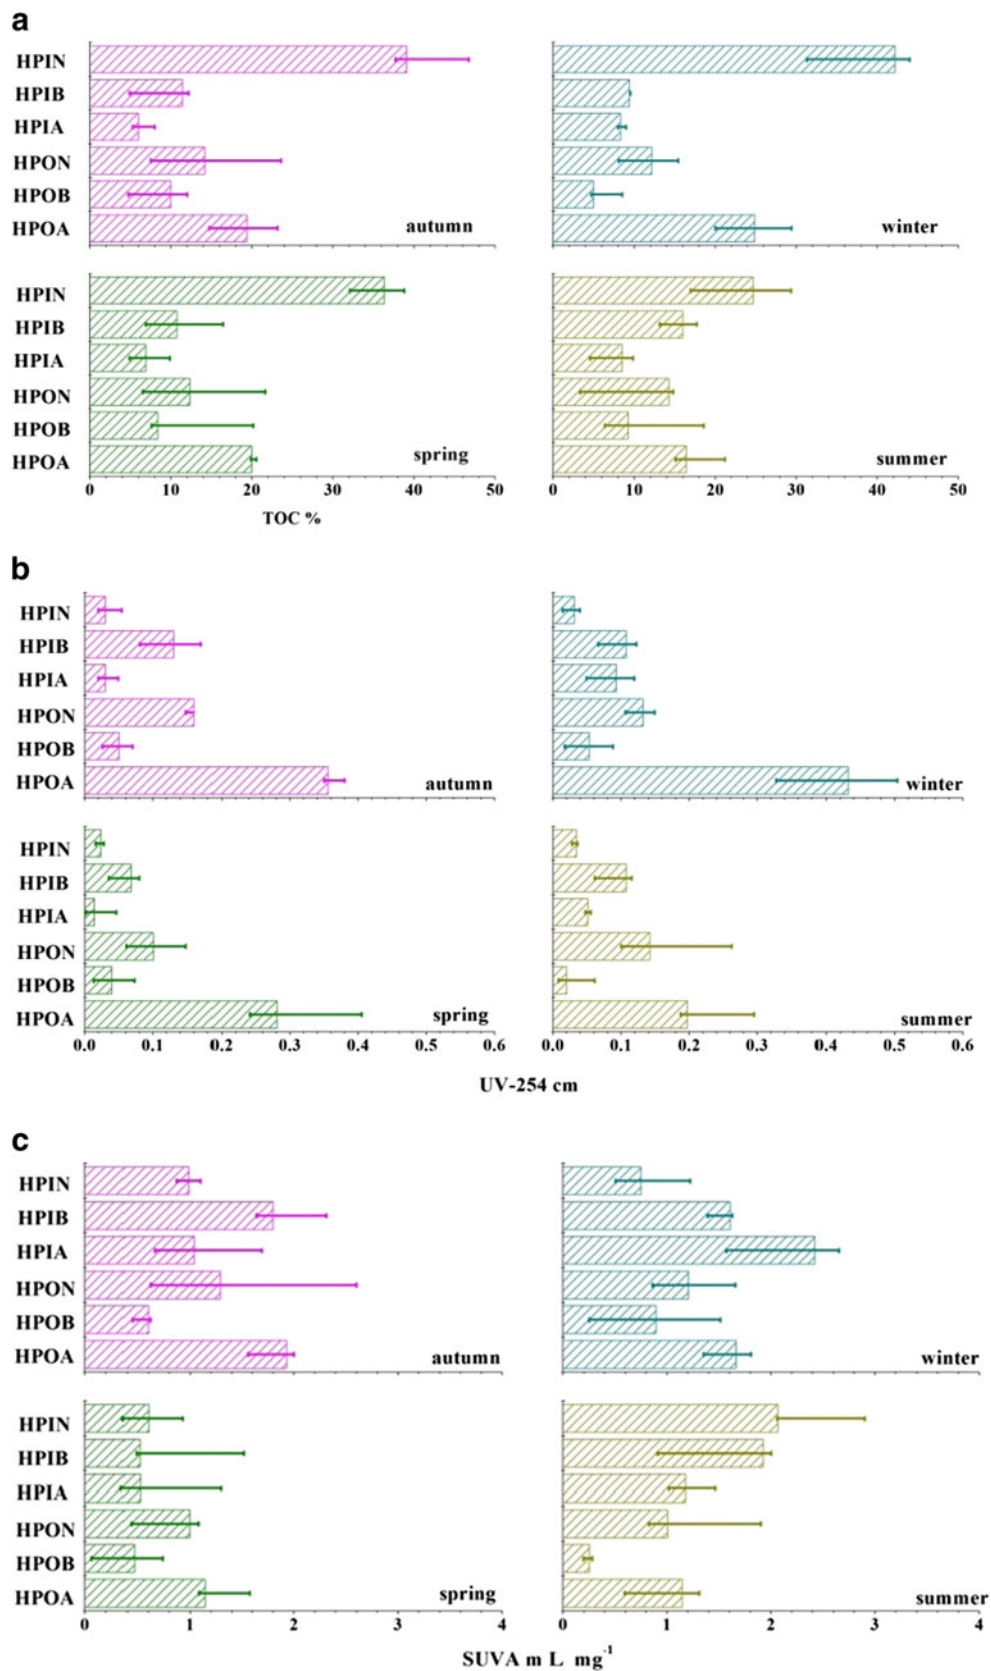 a
HPIN
HPIB
HPIA
HPON
HPOB
HPOA
autumn
winter
HPIN
HPIB
HPIA
HPON
HPOB
HPOA
spring
summer
0 10 20 30 40 50 0 10 20 30 40 50
TOC %
b
HPIN
HPIB
HPIA
HPON
HPOB
HPOA
autumn
winter
HPIN
HPIB
HPIA
HPON
HPOB
HPOA
spring
summer
0.0 0.1 0.2 0.3 0.4 0.5 0.6 0.0 0.1 0.2 0.3 0.4 0.5 0.6
UV-254 cm
c
HPIN
HPIB
HPIA
HPON
HPOB
HPOA
autumn
winter
HPIN
HPIB
HPIA
HPON
HPOB
HPOA
spring
summer
0 1 2 3 4 0 1 2 3 4
SUVA m L mg⁻¹